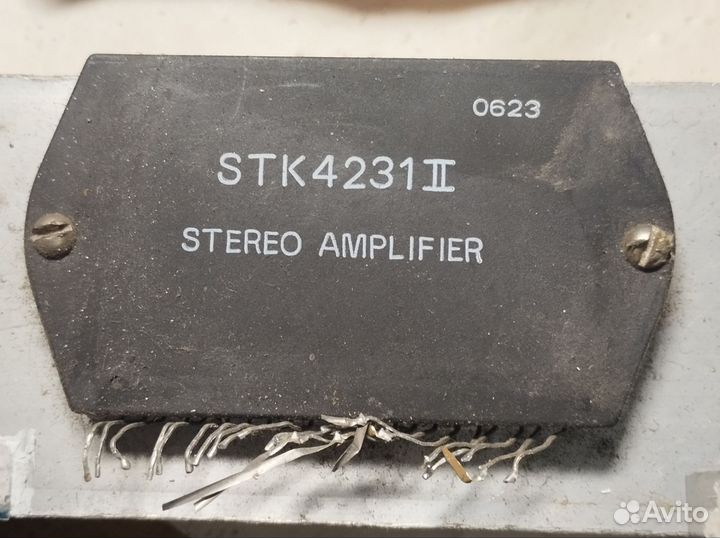 0623
STK4231II
STEREO AMPLIFIER
Avito